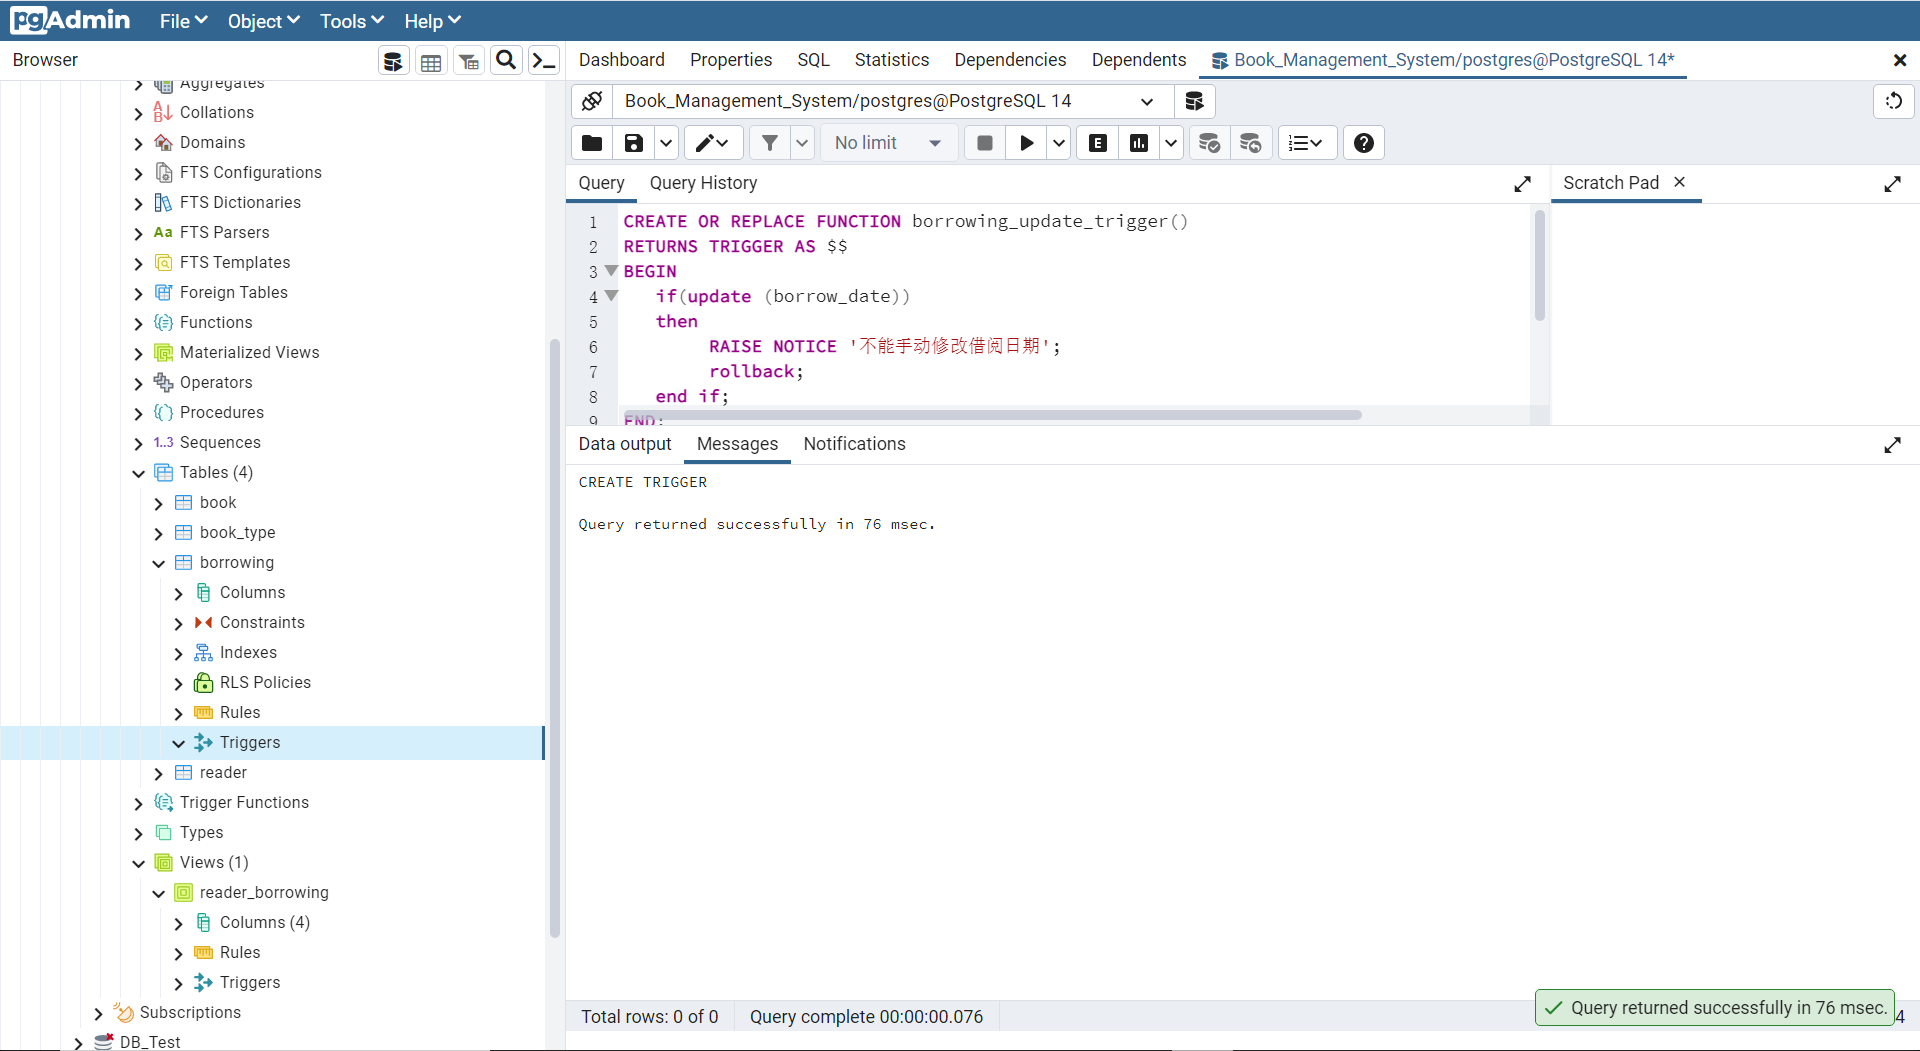 pgAdmin File Object Tools Help
Browser
Dashboard Properties SQL Statistics Dependencies Dependents Book_Management_System/postgres@PostgreSQL 14*
Aggregates
Collations
Domains
FTS Configurations
FTS Dictionaries
Aa FTS Parsers
FTS Templates
Foreign Tables
Functions
Materialized Views
Operators
Procedures
1..3 Sequences
Tables (4)
book
book_type
borrowing
Columns
Constraints
Indexes
RLS Policies
Rules
Triggers
reader
Trigger Functions
Types
Views (1)
reader_borrowing
Columns (4)
Rules
Triggers
Subscriptions
DB_Test
Book_Management_System/postgres@PostgreSQL 14
No limit E
Query Query History
Scratch Pad
1 CREATE OR REPLACE FUNCTION borrowing_update_trigger()
2 RETURNS TRIGGER AS $$
3 BEGIN
4 if(update (borrow_date))
5 then
6 RAISE NOTICE '不能手动修改借阅日期';
7 rollback;
8 end if;
9 END;
Data output Messages Notifications
CREATE TRIGGER
Query returned successfully in 76 msec.
Total rows: 0 of 0 Query complete 00:00:00.076
Query returned successfully in 76 msec.
4